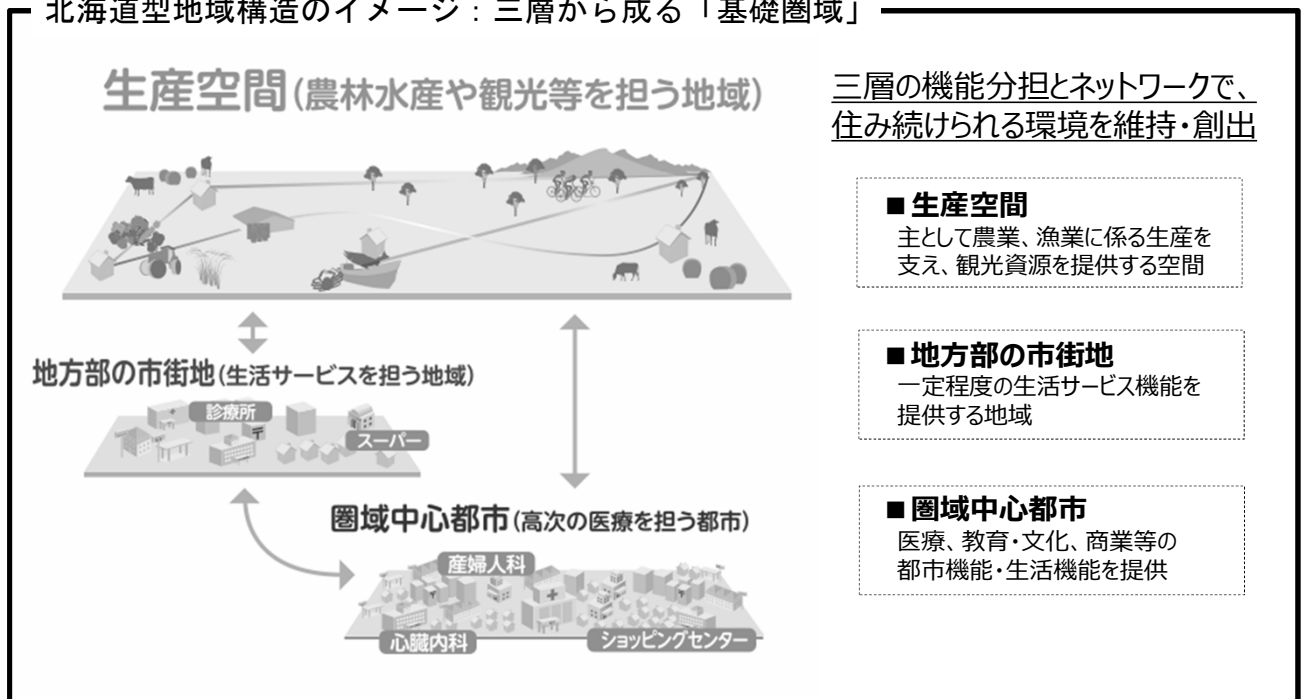 北海道型地域構造のイメージ：三層から成る「基礎圏域」
生産空間(農林水産や観光等を担う地域)
三層の機能分担とネットワークで、
住み続けられる環境を維持・創出
■生産空間
主として農業、漁業に係る生産を
支え、観光資源を提供する空間
地方部の市街地(生活サービスを担う地域)
診療所
スーパー
■地方部の市街地
一定程度の生活サービス機能を
提供する地域
圏域中心都市(高次の医療を担う都市)
産婦人科
心臓内科
ショッピングセンター
■圏域中心都市
医療、教育・文化、商業等の
都市機能・生活機能を提供